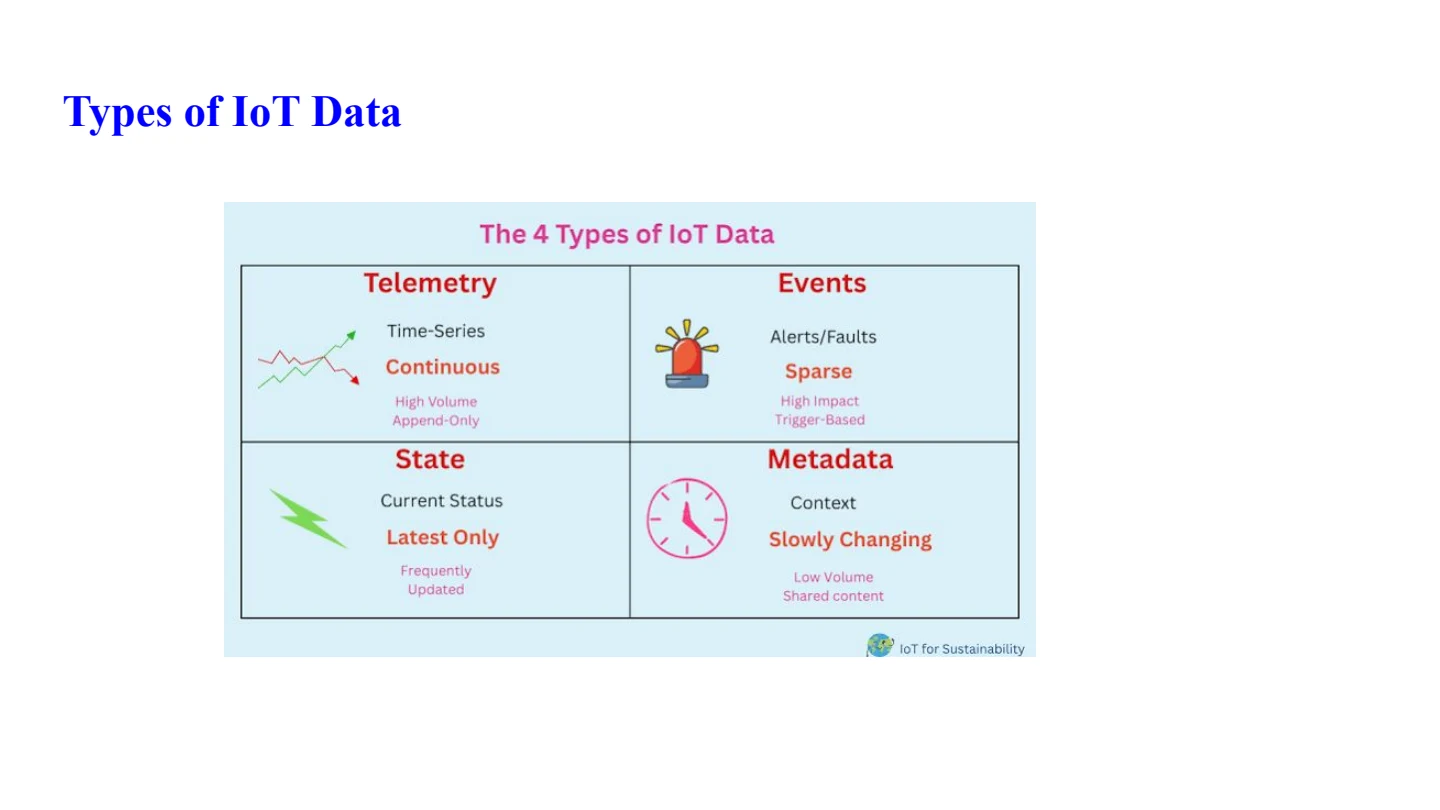 Types of IoT Data
The 4 Types of IoT Data
Telemetry
Time-Series
Continuous
High Volume
Append-Only
Events
Alerts/Faults
Sparse
High Impact
Trigger-Based
State
Current Status
Latest Only
Frequently
Updated
Metadata
Context
Slowly Changing
Low Volume
Shared content
IoT for Sustainability